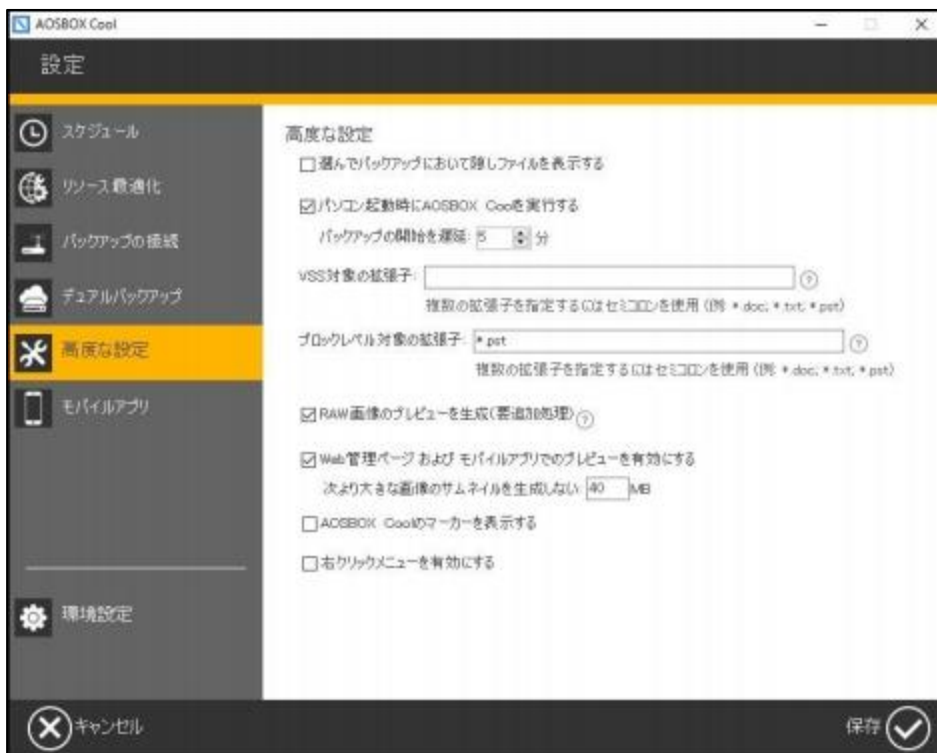 AOSBOX Cool
設定
スケジュール
リソース最適化
バックアップの接続
デュアルバックアップ
高度な設定
モバイルアプリ
環境設定
高度な設定
選んでバックアップにおいて隠しファイルを表示する
パソコン起動時にAOSBOX Coolを実行する
バックアップの開始を遅延: 5 分
VSS対象の拡張子:
複数の拡張子を指定するにはセミコロンを使用 (例: *.doc; *.txt; *.pst)
ブロックレベル対象の拡張子: *.pst
複数の拡張子を指定するにはセミコロンを使用 (例: *.doc; *.txt; *.pst)
RAW画像のプレビューを生成(要追加処理)
Web管理ページ および モバイルアプリでのプレビューを有効にする
次より大きな画像のサムネイルを生成しない: 40 MB
AOSBOX Coolのマーカーを表示する
右クリックメニューを有効にする
キャンセル
保存